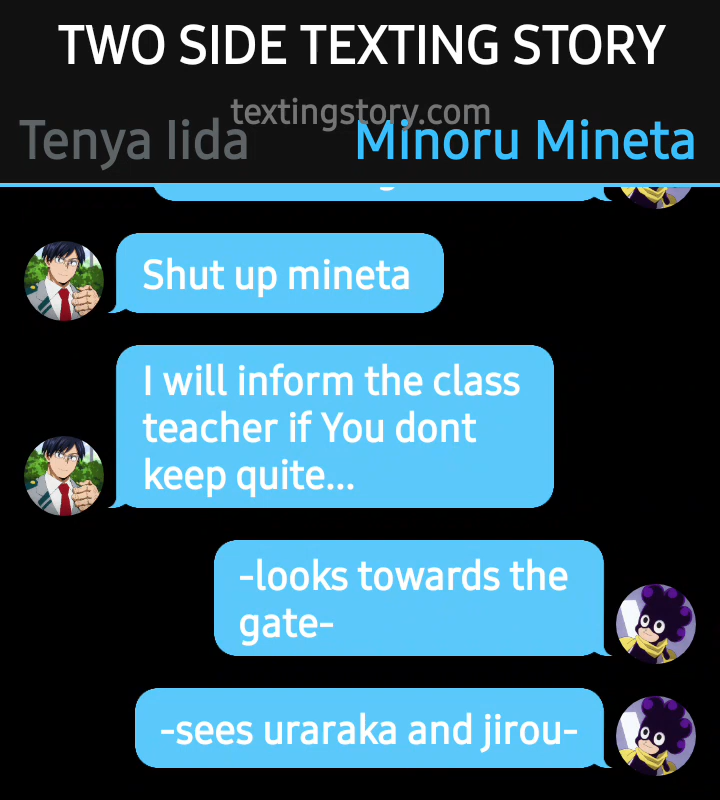 TWO SIDE TEXTING STORY
textingstory.com
Tenya Iida
Minoru Mineta
Shut up mineta
I will inform the class
teacher if You dont
keep quite...
-looks towards the
gate-
-sees uraraka and jirou-